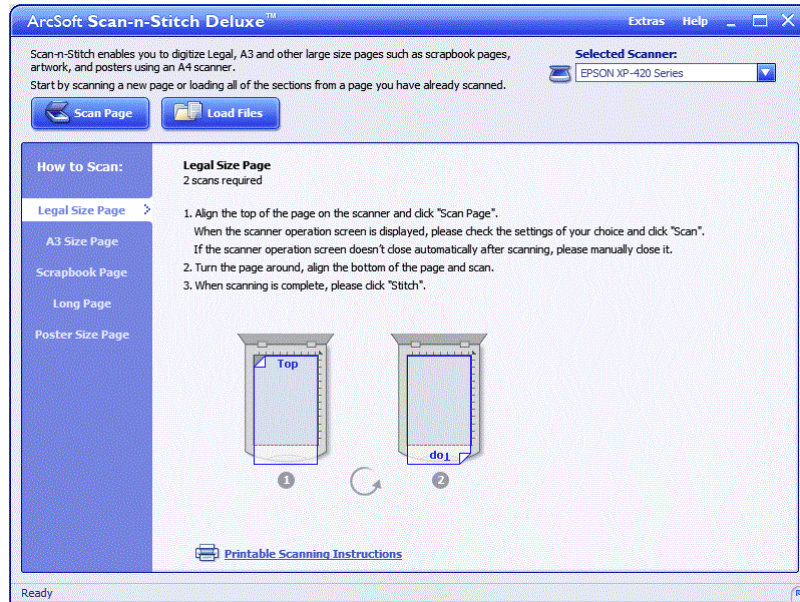 ArcSoft Scan-n-Stitch Deluxe™
Extras Help
Scan-n-Stitch enables you to digitize Legal, A3 and other large size pages such as scrapbook pages,
artwork, and posters using an A4 scanner.
Start by scanning a new page or loading all of the sections from a page you have already scanned.
Selected Scanner:
EPSON XP-420 Series
Scan Page
Load Files
How to Scan:
Legal Size Page
A3 Size Page
Scrapbook Page
Long Page
Poster Size Page
Legal Size Page
2 scans required
1. Align the top of the page on the scanner and click "Scan Page".
When the scanner operation screen is displayed, please check the settings of your choice and click "Scan".
If the scanner operation screen doesn't close automatically after scanning, please manually close it.
2. Turn the page around, align the bottom of the page and scan.
3. When scanning is complete, please click "Stitch".
Top
Top
1
2
Printable Scanning Instructions
Ready